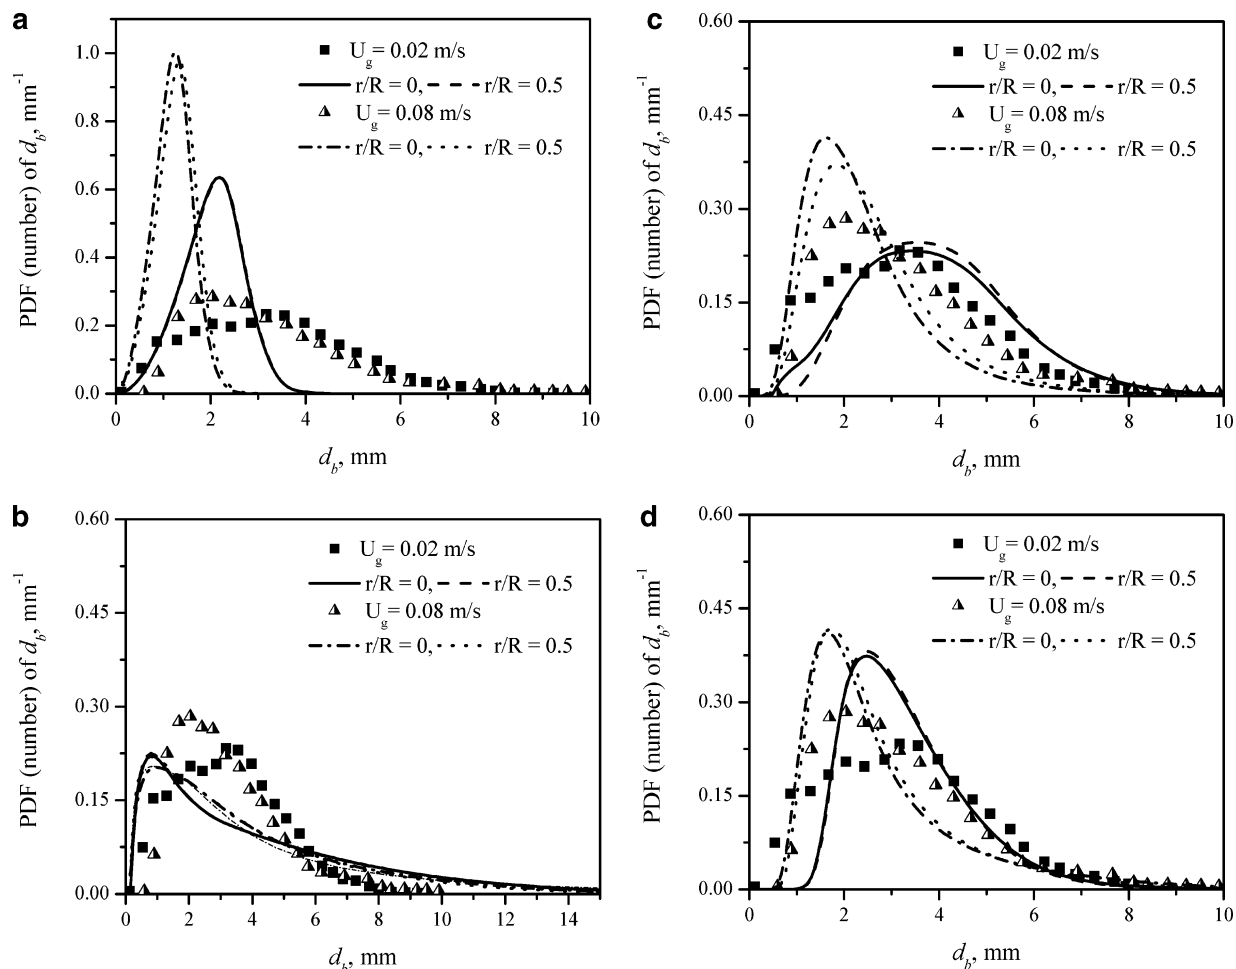 a
U_g = 0.02 m/s
r/R = 0, r/R = 0.5
U_g = 0.08 m/s
r/R = 0, r/R = 0.5
PDF (number) of d_b, mm^-1
1.0
0.8
0.6
0.4
0.2
0.0
0 2 4 6 8 10
d_b, mm
c
U_g = 0.02 m/s
r/R = 0, r/R = 0.5
U_g = 0.08 m/s
r/R = 0, r/R = 0.5
PDF (number) of d_b, mm^-1
0.60
0.45
0.30
0.15
0.00
0 2 4 6 8 10
d_b, mm
b
U_g = 0.02 m/s
r/R = 0, r/R = 0.5
U_g = 0.08 m/s
r/R = 0, r/R = 0.5
PDF (number) of d_b, mm^-1
0.60
0.45
0.30
0.15
0.00
0 2 4 6 8 10 12 14
d_b, mm
d
U_g = 0.02 m/s
r/R = 0, r/R = 0.5
U_g = 0.08 m/s
r/R = 0, r/R = 0.5
PDF (number) of d_b, mm^-1
0.60
0.45
0.30
0.15
0.00
0 2 4 6 8 10
d_b, mm